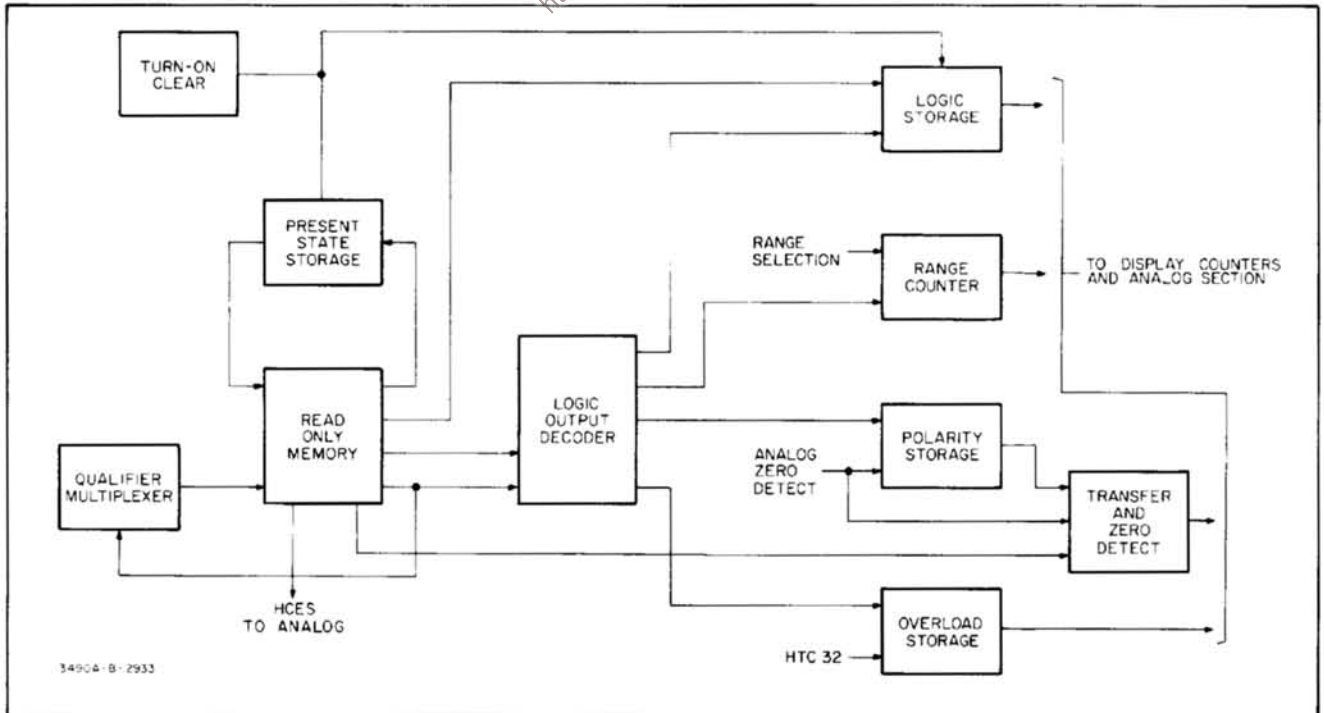 TURN-ON
CLEAR
LOGIC
STORAGE
PRESENT
STATE
STORAGE
RANGE
SELECTION
RANGE
COUNTER
TO DISPLAY COUNTERS
AND ANALOG SECTION
READ
ONLY
MEMORY
LOGIC
OUTPUT
DECODER
QUALIFIER
MULTIPLEXER
ANALOG
ZERO
DETECT
POLARITY
STORAGE
TRANSFER
AND
ZERO
DETECT
HCES
TO ANALOG
OVERLOAD
STORAGE
HTC 32
3490A-B-2933